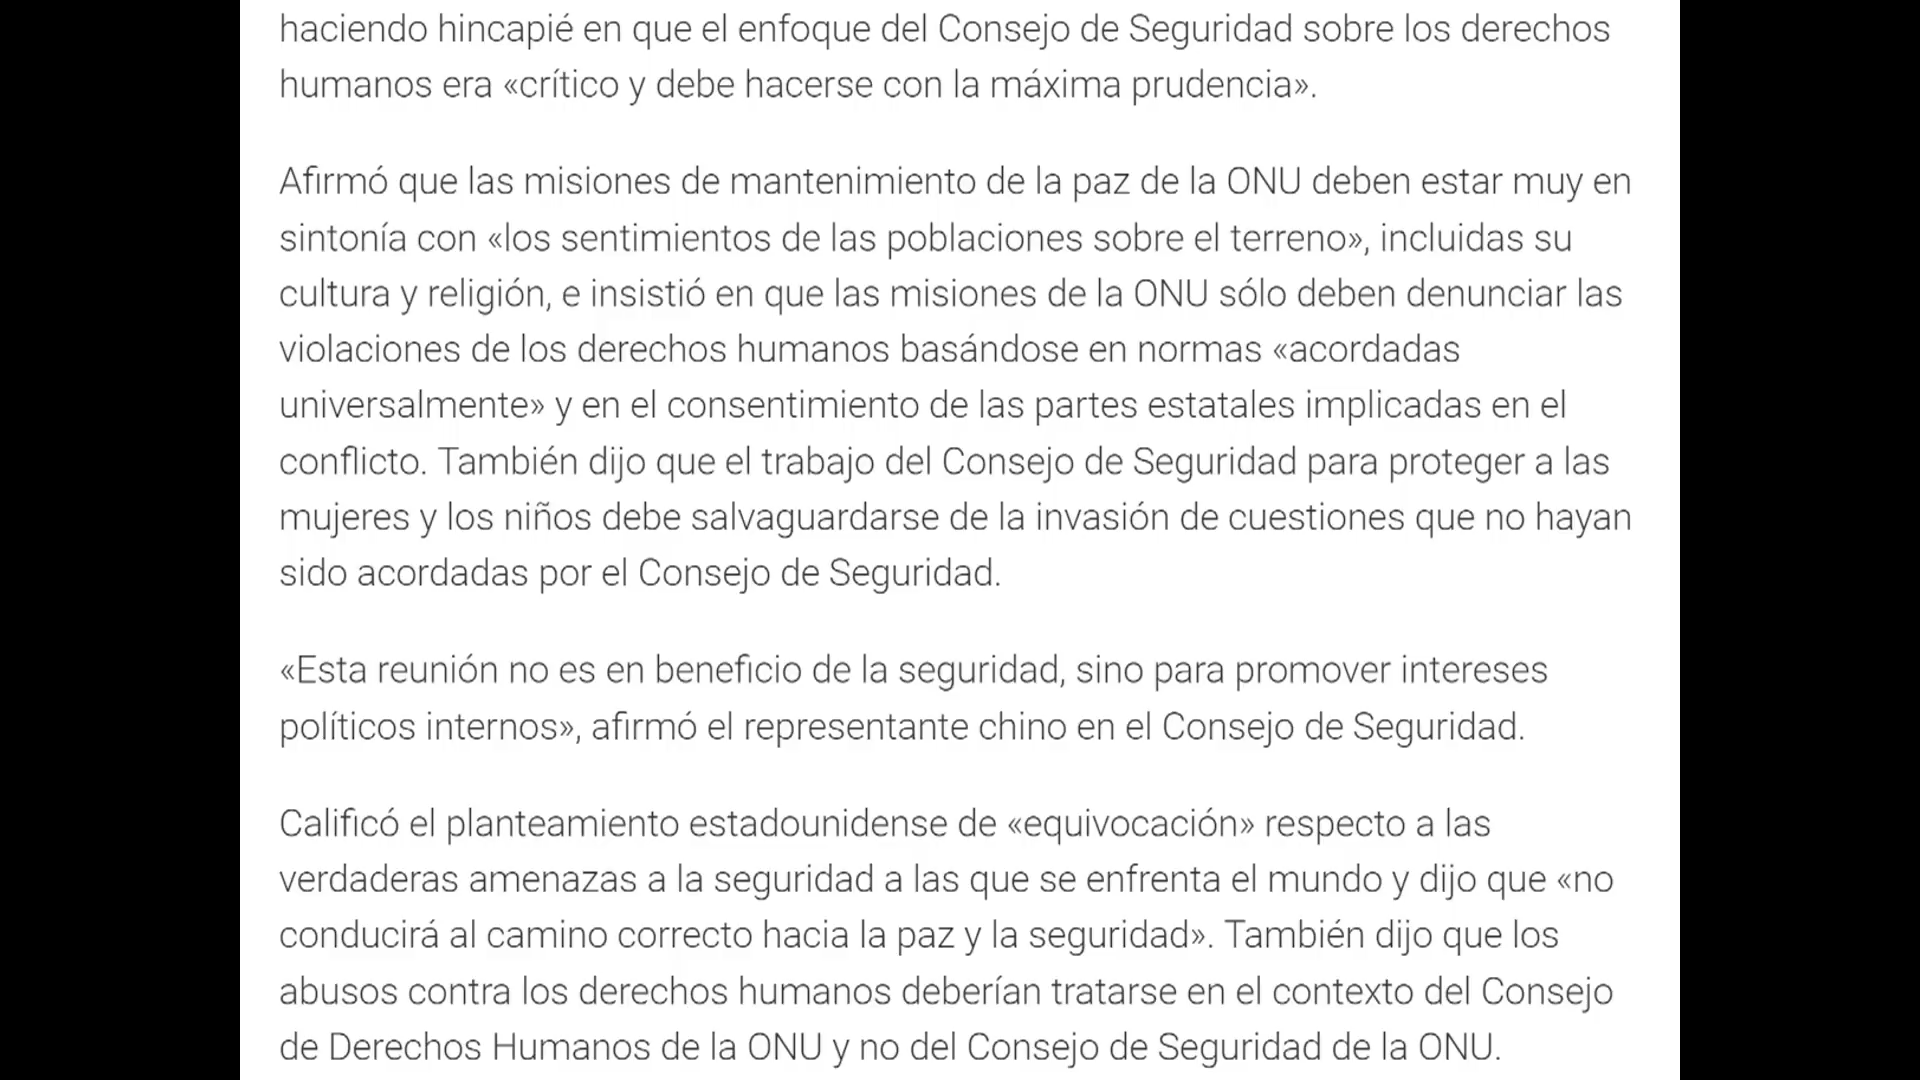 haciendo hincapié en que el enfoque del Consejo de Seguridad sobre los derechos
humanos era «crítico y debe hacerse con la máxima prudencia».
Afirmó que las misiones de mantenimiento de la paz de la ONU deben estar muy en
sintonía con «los sentimientos de las poblaciones sobre el terreno», incluidas su
cultura y religión, e insistió en que las misiones de la ONU sólo deben denunciar las
violaciones de los derechos humanos basándose en normas «acordadas
universalmente» y en el consentimiento de las partes estatales implicadas en el
conflicto. También dijo que el trabajo del Consejo de Seguridad para proteger a las
mujeres y los niños debe salvaguardarse de la invasión de cuestiones que no hayan
sido acordadas por el Consejo de Seguridad.
«Esta reunión no es en beneficio de la seguridad, sino para promover intereses
políticos internos», afirmó el representante chino en el Consejo de Seguridad.
Calificó el planteamiento estadounidense de «equivocación» respecto a las
verdaderas amenazas a la seguridad a las que se enfrenta el mundo y dijo que «no
conducirá al camino correcto hacia la paz y la seguridad». También dijo que los
abusos contra los derechos humanos deberían tratarse en el contexto del Consejo
de Derechos Humanos de la ONU y no del Consejo de Seguridad de la ONU.